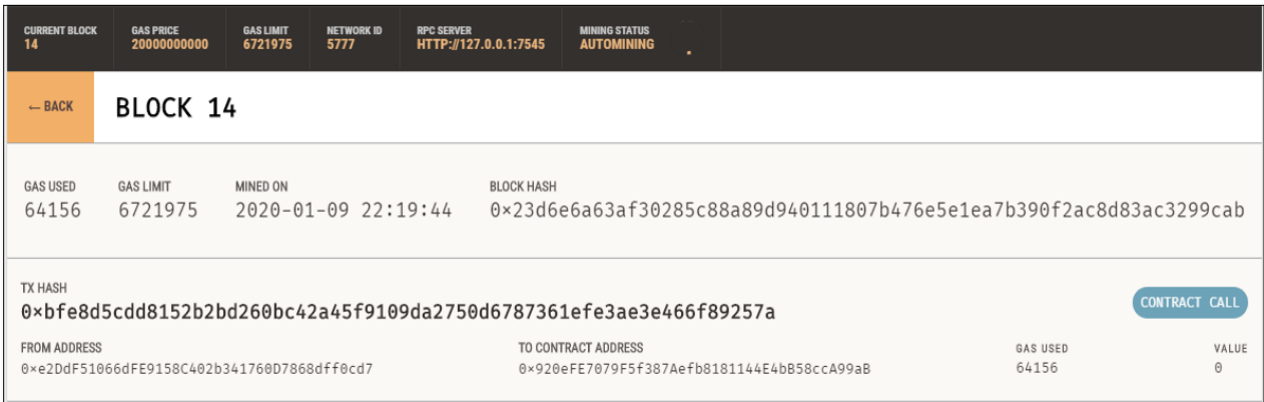 CURRENT BLOCK GAS PRICE GAS LIMIT NETWORK ID RPC SERVER MINING STATUS
14 20000000000 6721975 5777 HTTP://127.0.0.1:7545 AUTOMINING
← BACK BLOCK 14
GAS USED GAS LIMIT MINED ON BLOCK HASH
64156 6721975 2020-01-09 22:19:44 0×23d6e6a63af30285c88a89d940111807b476e5e1ea7b390f2ac8d83ac3299cab
TX HASH
0×bfe8d5cdd8152b2bd260bc42a45f9109da2750d6787361efe3ae3e466f89257a CONTRACT CALL
FROM ADDRESS TO CONTRACT ADDRESS GAS USED VALUE
0×e2DdF51066dFE9158C402b341760D7868dff0cd7 0×920eFE7079F5f387Aefb8181144E4bB58ccA99aB 64156 0